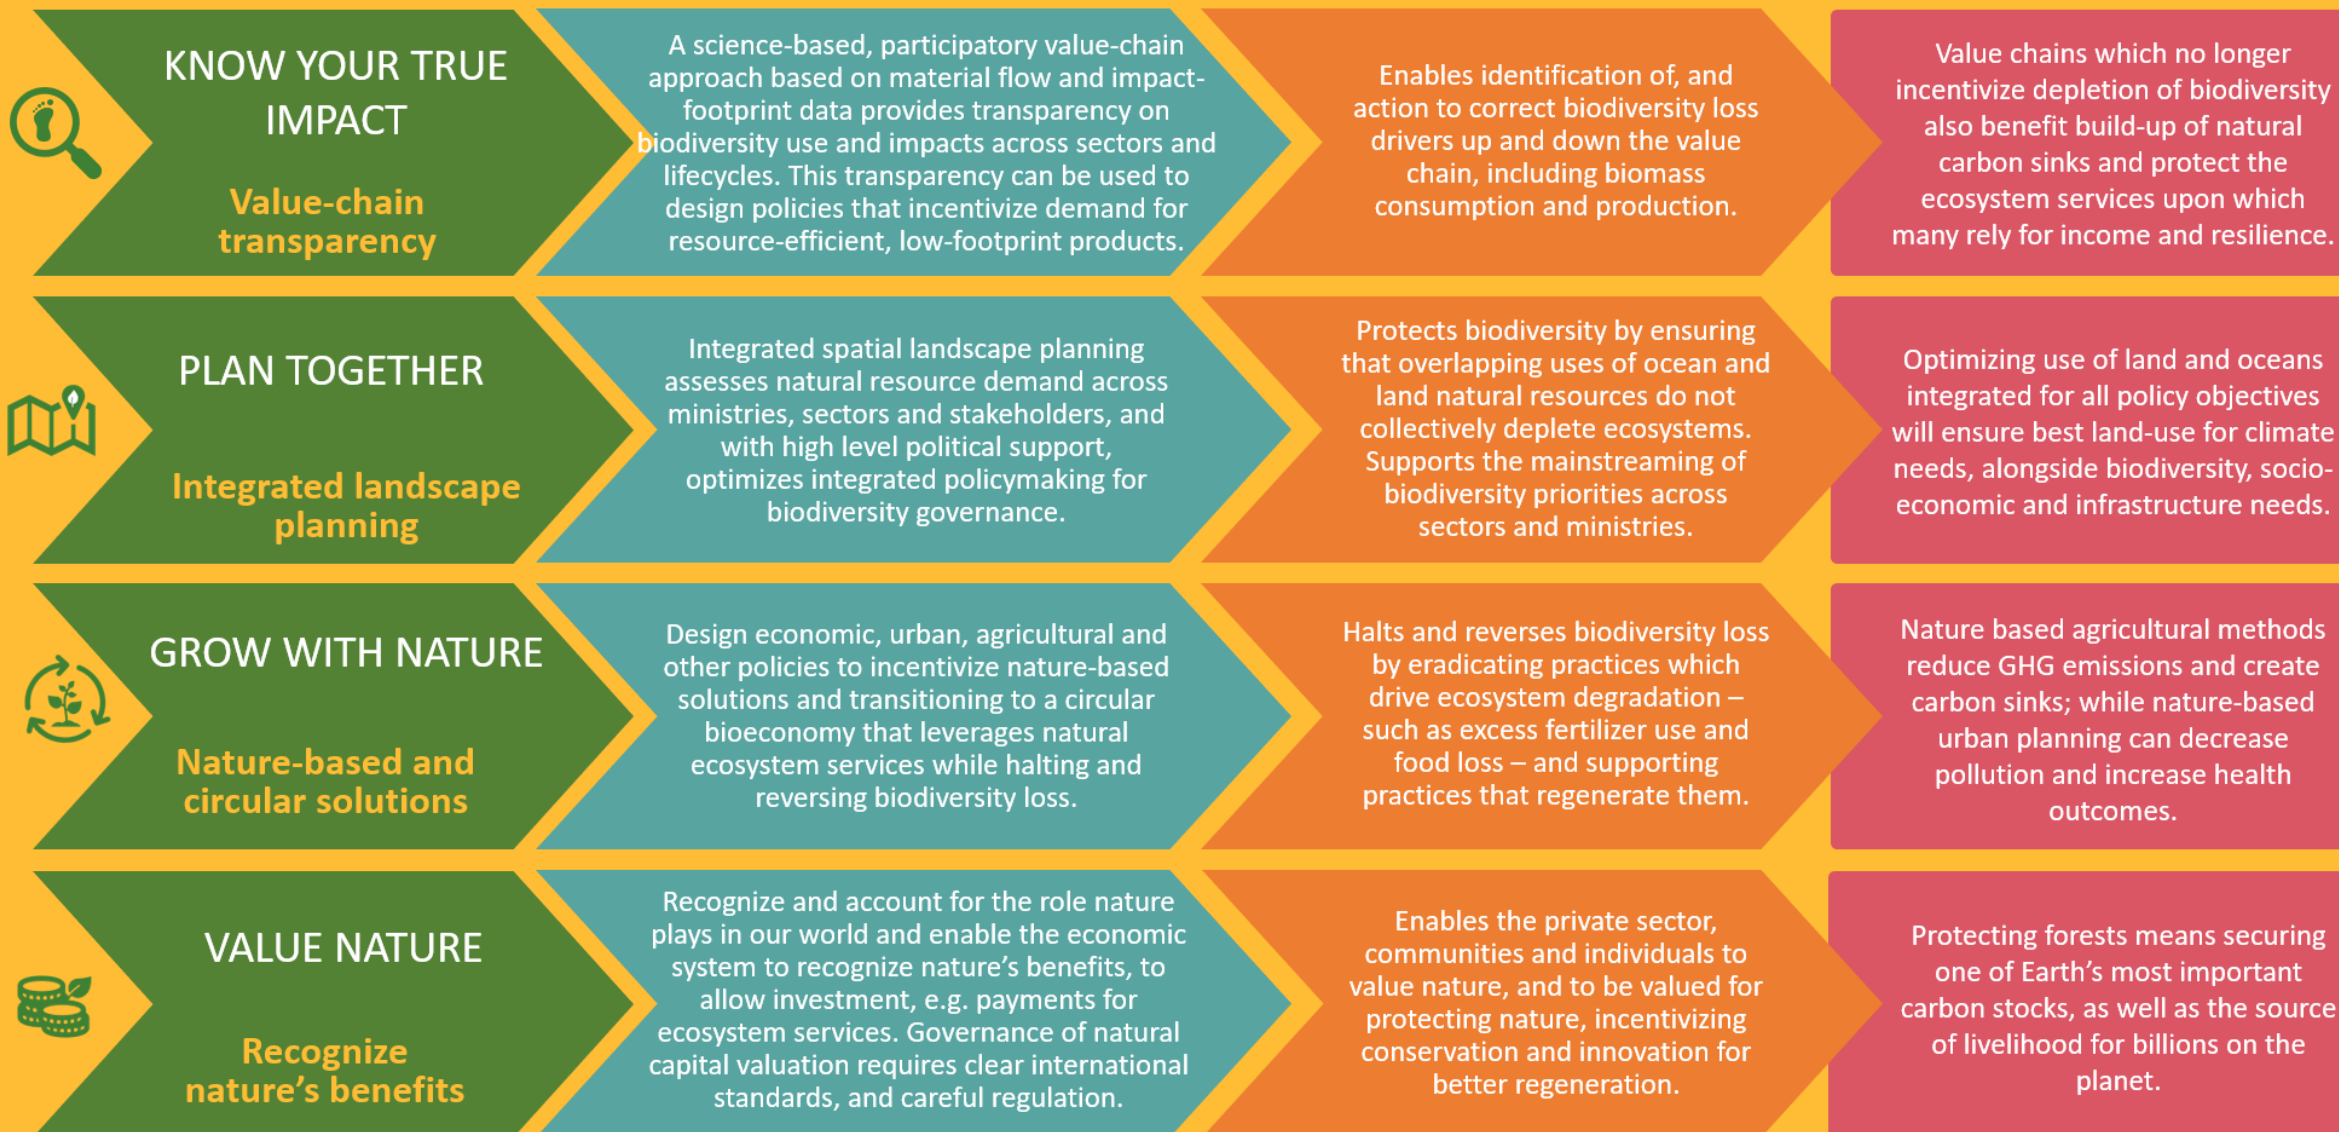 KNOW YOUR TRUE
IMPACT
Value-chain
transparency
A science-based, participatory value-chain
approach based on material flow and impact-
footprint data provides transparency on
biodiversity use and impacts across sectors and
lifecycles. This transparency can be used to
design policies that incentivize demand for
resource-efficient, low-footprint products.
Enables identification of, and
action to correct biodiversity loss
drivers up and down the value
chain, including biomass
consumption and production.
Value chains which no longer
incentivize depletion of biodiversity
also benefit build-up of natural
carbon sinks and protect the
ecosystem services upon which
many rely for income and resilience.
PLAN TOGETHER
Integrated landscape
planning
Integrated spatial landscape planning
assesses natural resource demand across
ministries, sectors and stakeholders, and
with high level political support,
optimizes integrated policymaking for
biodiversity governance.
Protects biodiversity by ensuring
that overlapping uses of ocean and
land natural resources do not
collectively deplete ecosystems.
Supports the mainstreaming of
biodiversity priorities across
sectors and ministries.
Optimizing use of land and oceans
integrated for all policy objectives
will ensure best land-use for climate
needs, alongside biodiversity, socio-
economic and infrastructure needs.
GROW WITH NATURE
Nature-based and
circular solutions
Design economic, urban, agricultural and
other policies to incentivize nature-based
solutions and transitioning to a circular
bioeconomy that leverages natural
ecosystem services while halting and
reversing biodiversity loss.
Halts and reverses biodiversity loss
by eradicating practices which
drive ecosystem degradation –
such as excess fertilizer use and
food loss – and supporting
practices that regenerate them.
Nature based agricultural methods
reduce GHG emissions and create
carbon sinks; while nature-based
urban planning can decrease
pollution and increase health
outcomes.
VALUE NATURE
Recognize
nature’s benefits
Recognize and account for the role nature
plays in our world and enable the economic
system to recognize nature’s benefits, to
allow investment, e.g. payments for
ecosystem services. Governance of natural
capital valuation requires clear international
standards, and careful regulation.
Enables the private sector,
communities and individuals to
value nature, and to be valued for
protecting nature, incentivizing
conservation and innovation for
better regeneration.
Protecting forests means securing
one of Earth’s most important
carbon stocks, as well as the source
of livelihood for billions on the
planet.